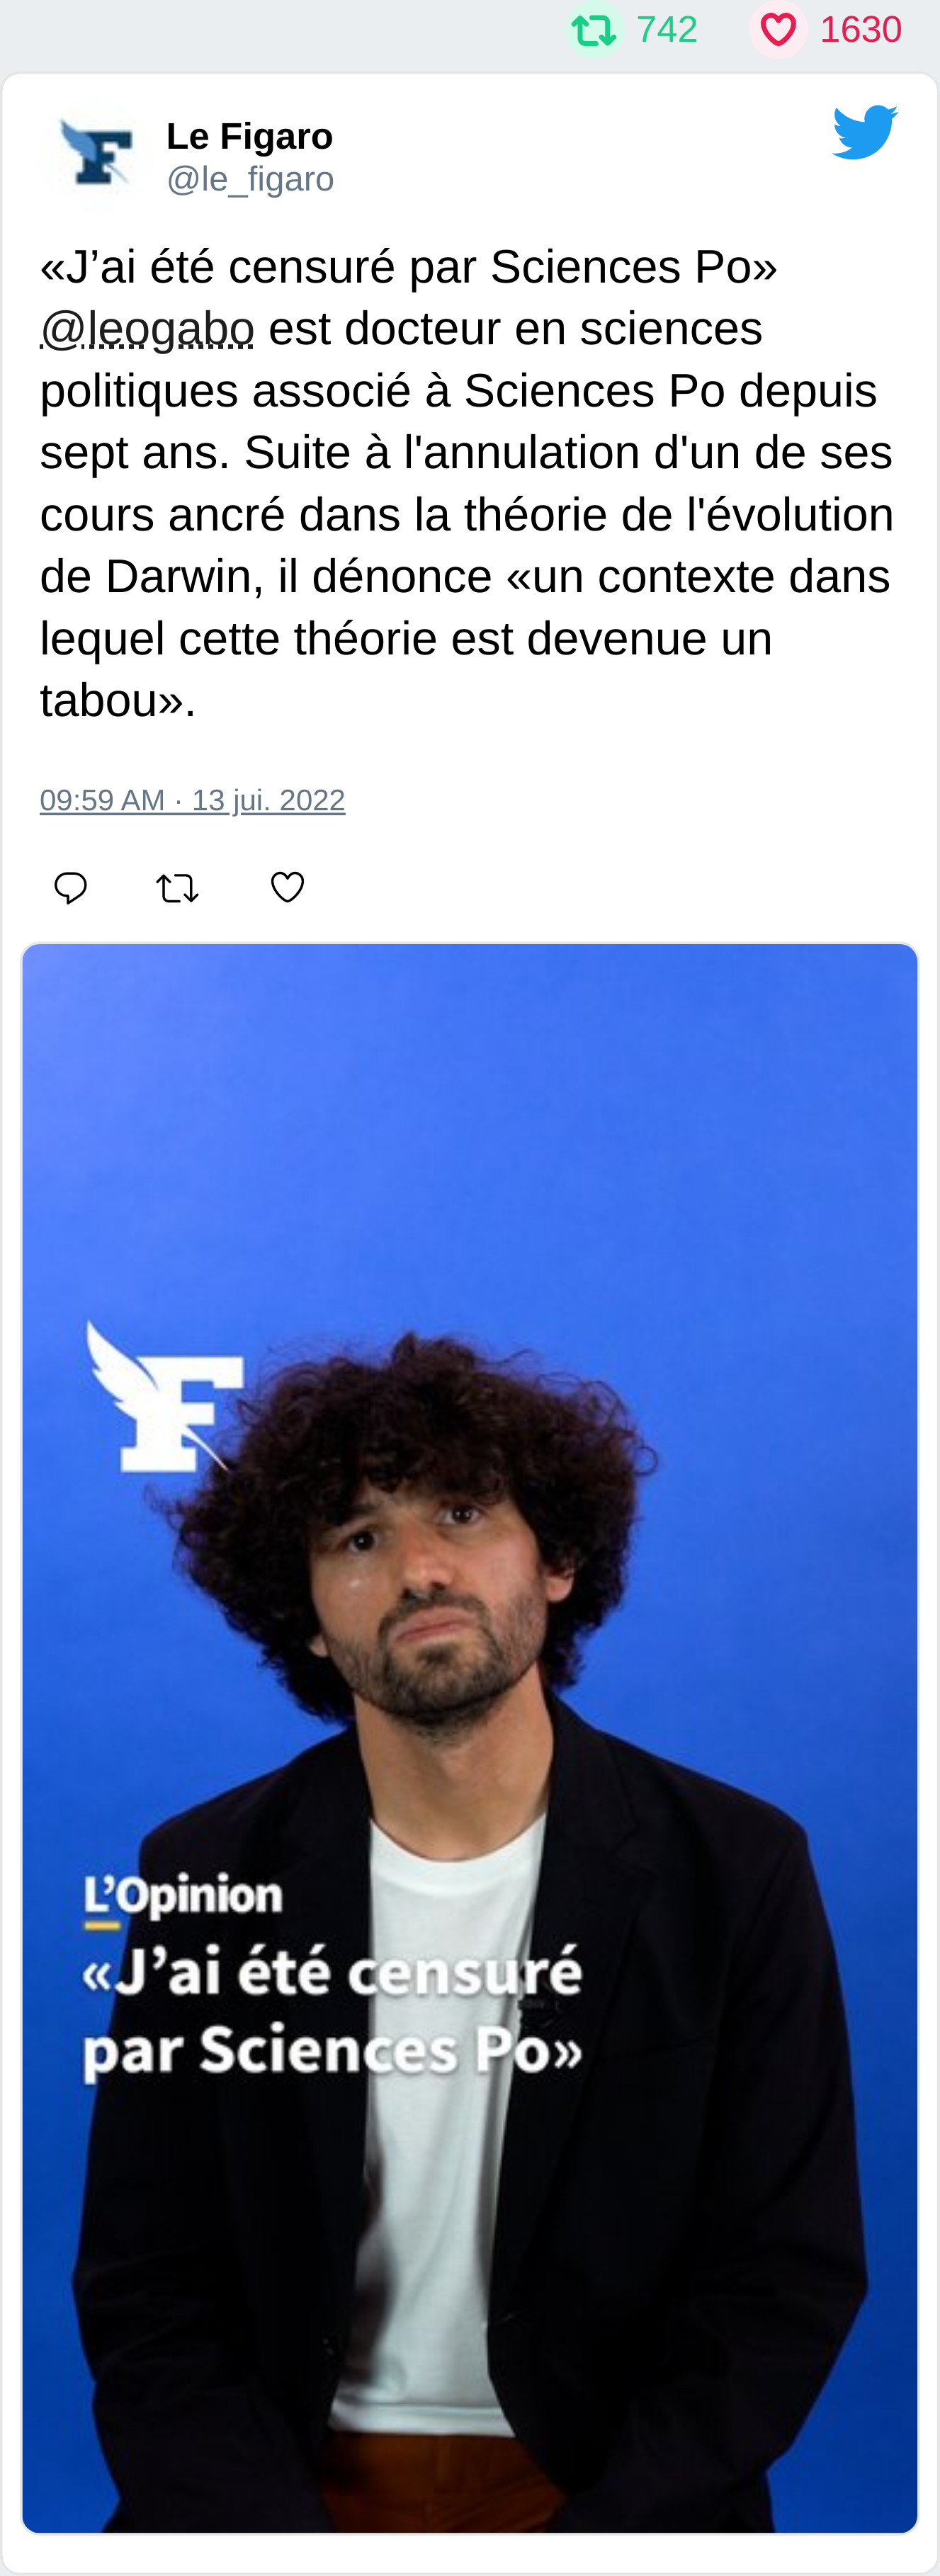 742 1630
Le Figaro
@le_figaro
«J’ai été censuré par Sciences Po»
@leogabo est docteur en sciences
politiques associé à Sciences Po depuis
sept ans. Suite à l'annulation d'un de ses
cours ancré dans la théorie de l'évolution
de Darwin, il dénonce «un contexte dans
lequel cette théorie est devenue un
tabou».
09:59 AM · 13 jui. 2022
F
L’Opinion
«J’ai été censuré
par Sciences Po»